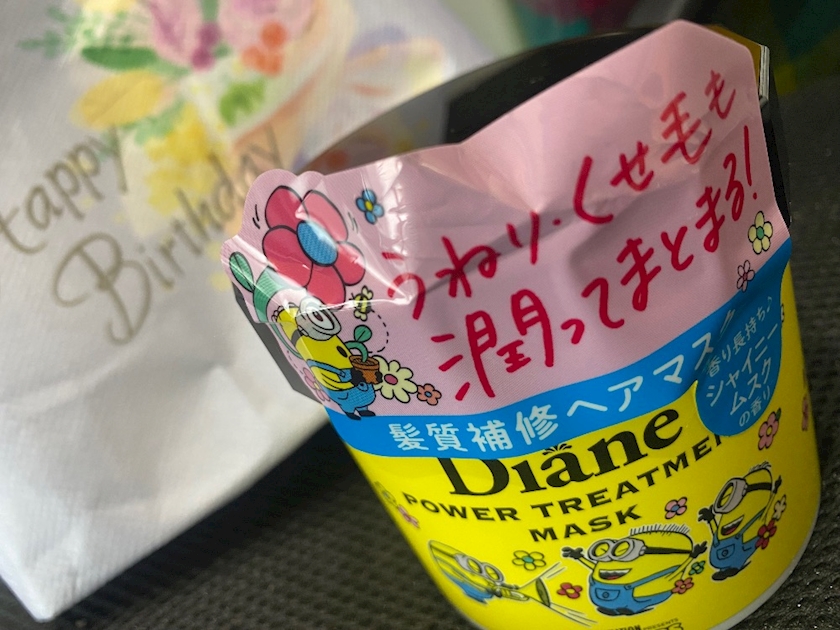 Happy
Birthday
うねり・くせ毛も
潤ってまとまる!
髪質補修ヘアマスク
香り長持ち♪
シャイニー
ムスク
の香り
Diane
POWER TREATMENT
MASK